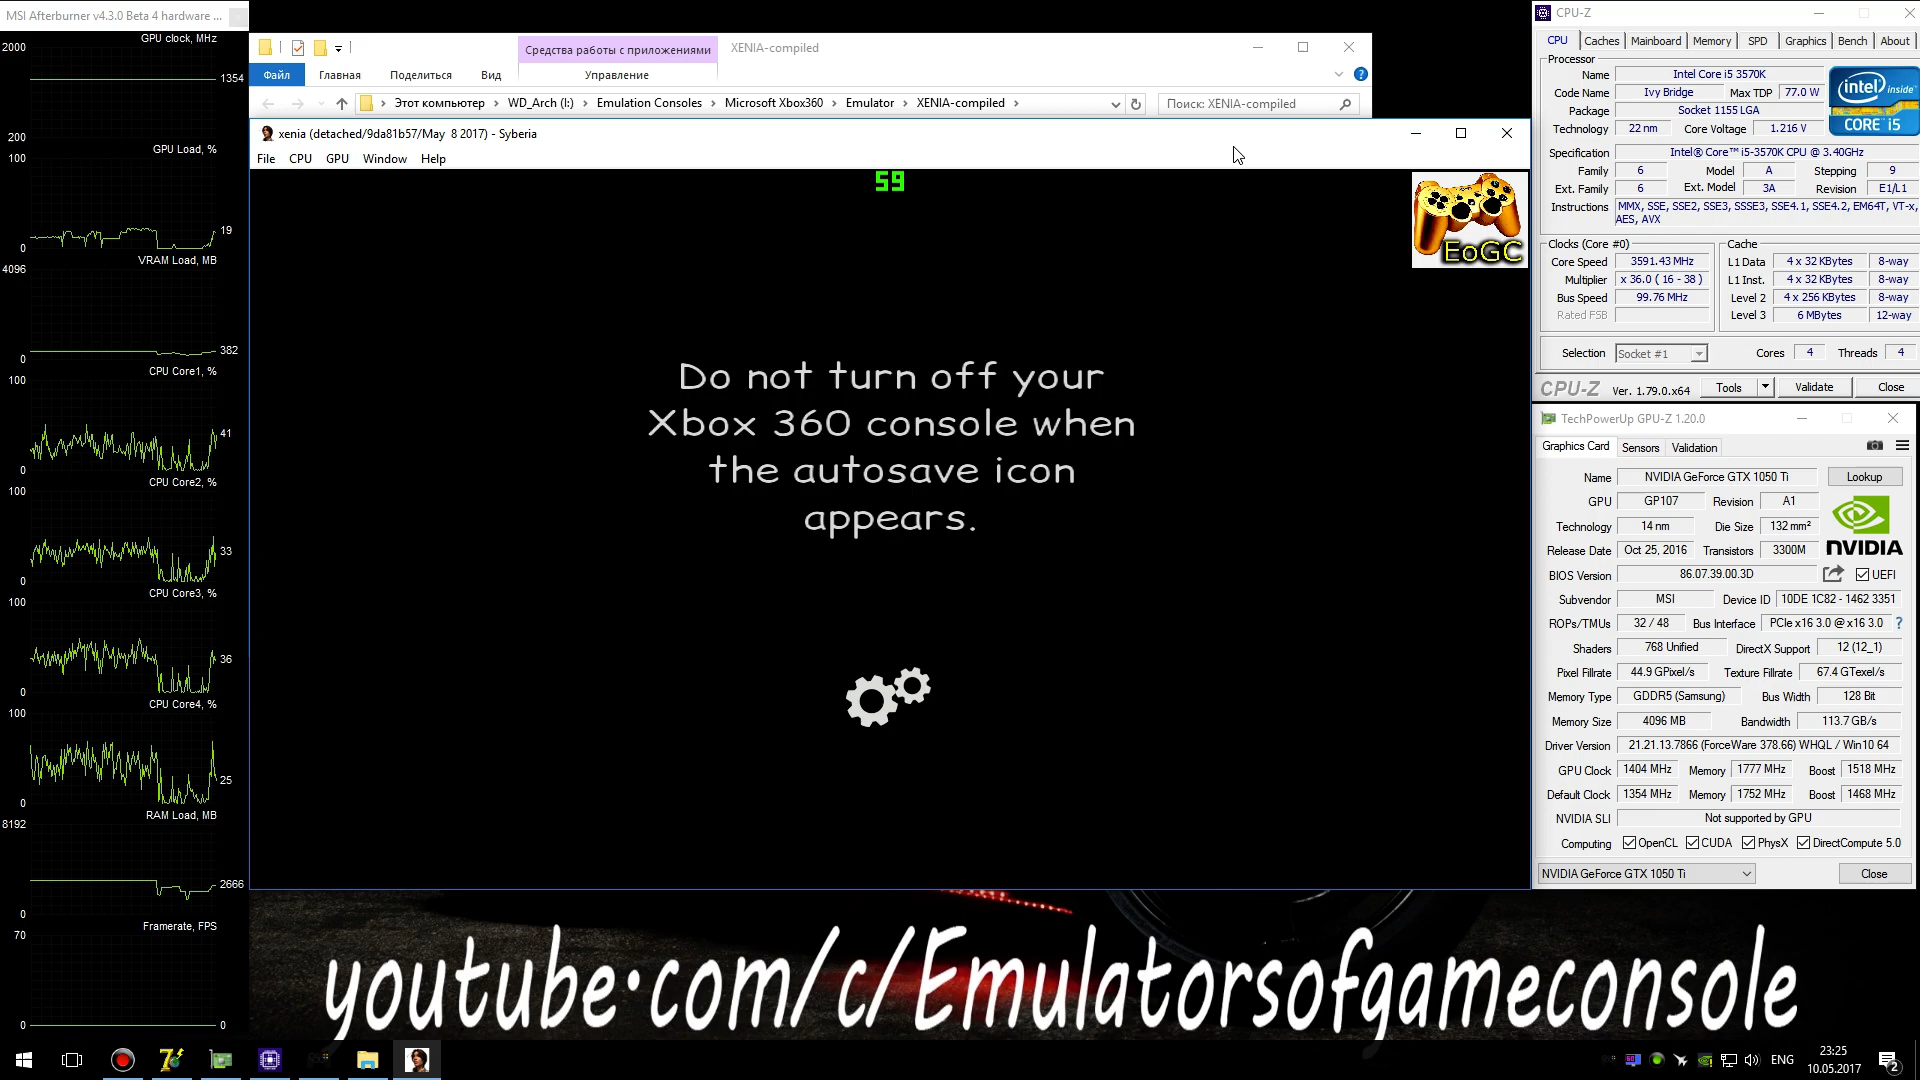 MSI Afterburner v4.3.0 Beta 4 hardware ...
GPU clock, MHz
2000
1354
200
GPU Load, %
100
19
0
VRAM Load, MB
4096
382
0
CPU Core1, %
100
41
0
CPU Core2, %
100
33
0
CPU Core3, %
100
36
0
CPU Core4, %
100
25
0
RAM Load, MB
8192
2666
0
Framerate, FPS
70
0
0
Средства работы с приложениями
XENIA-compiled
Файл
Главная
Поделиться
Вид
Управление
Этот компьютер > WD_Arch (I:) > Emulation Consoles > Microsoft Xbox360 > Emulator > XENIA-compiled >
Поиск: XENIA-compiled
xenia (detached/9da81b57/May 8 2017) - Syberia
File CPU GPU Window Help
59
EoGC
Do not turn off your
Xbox 360 console when
the autosave icon
appears.
CPU-Z
CPU Caches Mainboard Memory SPD Graphics Bench About
Processor
Name Intel Core i5 3570K
Code Name Ivy Bridge Max TDP 77.0 W
Package Socket 1155 LGA
Technology 22 nm Core Voltage 1.216 V
intel inside
CORE i5
Specification Intel® Core™ i5-3570K CPU @ 3.40GHz
Family 6 Model A Stepping 9
Ext. Family 6 Ext. Model 3A Revision E1/L1
Instructions MMX, SSE, SSE2, SSE3, SSSE3, SSE4.1, SSE4.2, EM64T, VT-x,
AES, AVX
Clocks (Core #0)
Core Speed 3591.43 MHz
Multiplier x 36.0 ( 16 - 38 )
Bus Speed 99.76 MHz
Rated FSB
Cache
L1 Data 4 x 32 KBytes 8-way
L1 Inst. 4 x 32 KBytes 8-way
Level 2 4 x 256 KBytes 8-way
Level 3 6 MBytes 12-way
Selection Socket #1 Cores 4 Threads 4
CPU-Z Ver. 1.79.0.x64 Tools Validate Close
TechPowerUp GPU-Z 1.20.0
Graphics Card Sensors Validation
Name NVIDIA GeForce GTX 1050 Ti Lookup
GPU GP107 Revision A1
Technology 14 nm Die Size 132 mm²
Release Date Oct 25, 2016 Transistors 3300M
NVIDIA
BIOS Version 86.07.39.00.3D UEFI
Subvendor MSI Device ID 10DE 1C82 - 1462 3351
ROPs/TMUs 32 / 48 Bus Interface PCIe x16 3.0 @ x16 3.0 ?
Shaders 768 Unified DirectX Support 12 (12_1)
Pixel Fillrate 44.9 GPixel/s Texture Fillrate 67.4 GTexel/s
Memory Type GDDR5 (Samsung) Bus Width 128 Bit
Memory Size 4096 MB Bandwidth 113.7 GB/s
Driver Version 21.21.13.7866 (ForceWare 378.66) WHQL / Win10 64
GPU Clock 1404 MHz Memory 1777 MHz Boost 1518 MHz
Default Clock 1354 MHz Memory 1752 MHz Boost 1468 MHz
NVIDIA SLI Not supported by GPU
Computing OpenCL CUDA PhysX DirectCompute 5.0
NVIDIA GeForce GTX 1050 Ti Close
youtube.com/c/Emulatorsofgameconsole
ENG
23:25
10.05.2017
2